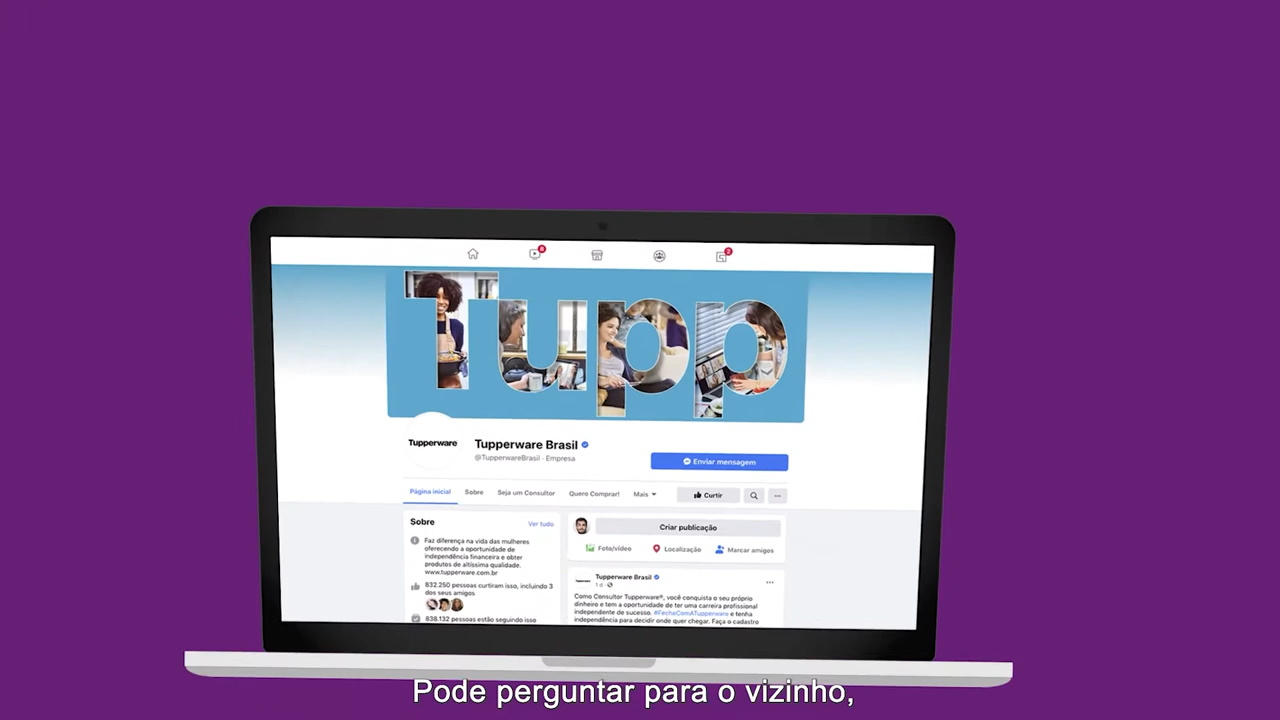 8
2
Tupp
Tupperware
Tupperware Brasil
@TupperwareBrasil · Empresa
Enviar mensagem
Página inicial Sobre Seja um Consultor Quero Comprar! Mais
Curtir
Sobre
Ver tudo
Faz diferença na vida das mulheres
oferecendo a oportunidade de
independência financeira e obter
produtos de altíssima qualidade.
www.tupperware.com.br
832.250 pessoas curtiram isso, incluindo 3
dos seus amigos
838.132 pessoas estão seguindo isso
Criar publicação
Foto/vídeo Localização Marcar amigos
Tupperware
Tupperware Brasil
1 d ·
Como Consultor Tupperware®, você conquista o seu próprio
dinheiro e tem a oportunidade de ter uma carreira profissional
independente de sucesso. #FecheComATupperware e tenha
independência para decidir onde quer chegar. Faça o cadastro
Pode perguntar para o vizinho,